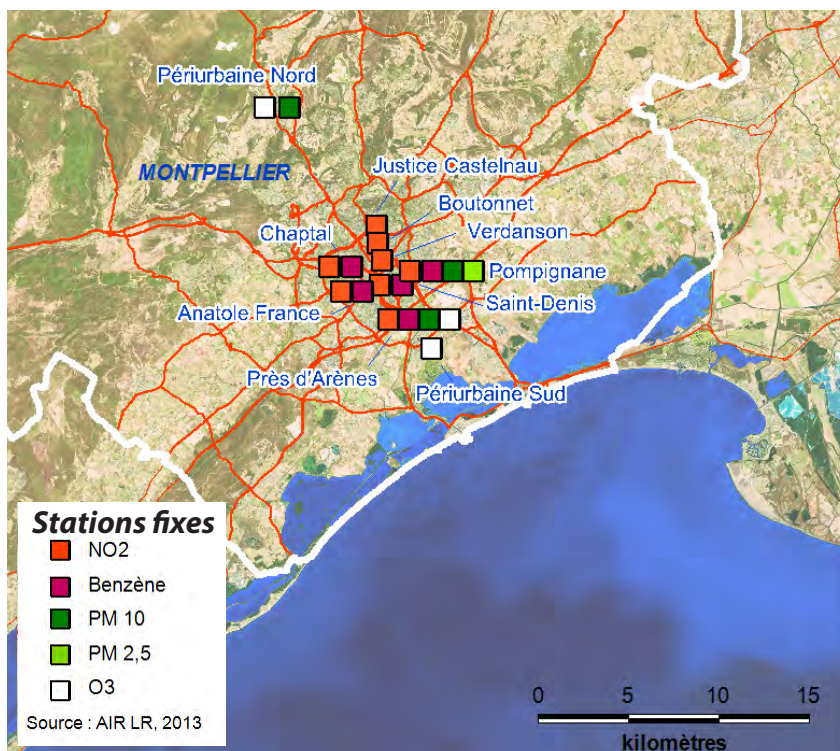 Périurbaine Nord
MONTPELLIER
Justice Castelnau
Boutonnet
Chaptal
Verdanson
Pompignane
Anatole France
Saint-Denis
Près d'Arènes
Périurbaine Sud
Stations fixes
NO2
Benzène
PM 10
PM 2,5
O3
Source : AIR LR, 2013
0 5 10 15
kilomètres